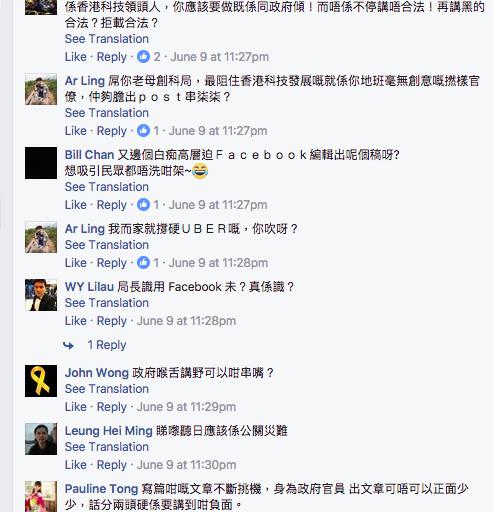 係香港科技領頭人，你應該要做既係同政府傾！而唔係不停講唔合法！再講黑的
合法？拒載合法？
See Translation
Like · Reply · 2 · June 9 at 11:27pm
Ar Ling 屌你老母創科局，最阻住香港科技發展嘅就係你地班毫無創意嘅撚樣官
僚，仲夠膽出ｐｏｓｔ串柒柒？
See Translation
Like · Reply · 1 · June 9 at 11:27pm
Bill Chan 又邊個白痴高層迫Ｆａｃｅｂｏｏｋ編輯出呢個稿呀?
想吸引民眾都唔洗咁架~😂
See Translation
Like · Reply · 1 · June 9 at 11:27pm
Ar Ling 我而家就撐硬ＵＢＥＲ嘅，你吹呀？
See Translation
Like · Reply · 1 · June 9 at 11:28pm
WY Lilau 局長識用 Facebook 未？真係識？
See Translation
Like · Reply · June 9 at 11:28pm
1 Reply
John Wong 政府喉舌講野可以咁串嘴？
See Translation
Like · Reply · June 9 at 11:29pm
Leung Hei Ming 睇嚟聽日應該係公關災難
See Translation
Like · Reply · June 9 at 11:30pm
Pauline Tong 寫篇咁嘅文章不斷挑機，身為政府官員 出文章可唔可以正面少
少，話分兩頭硬係要講到咁負面。